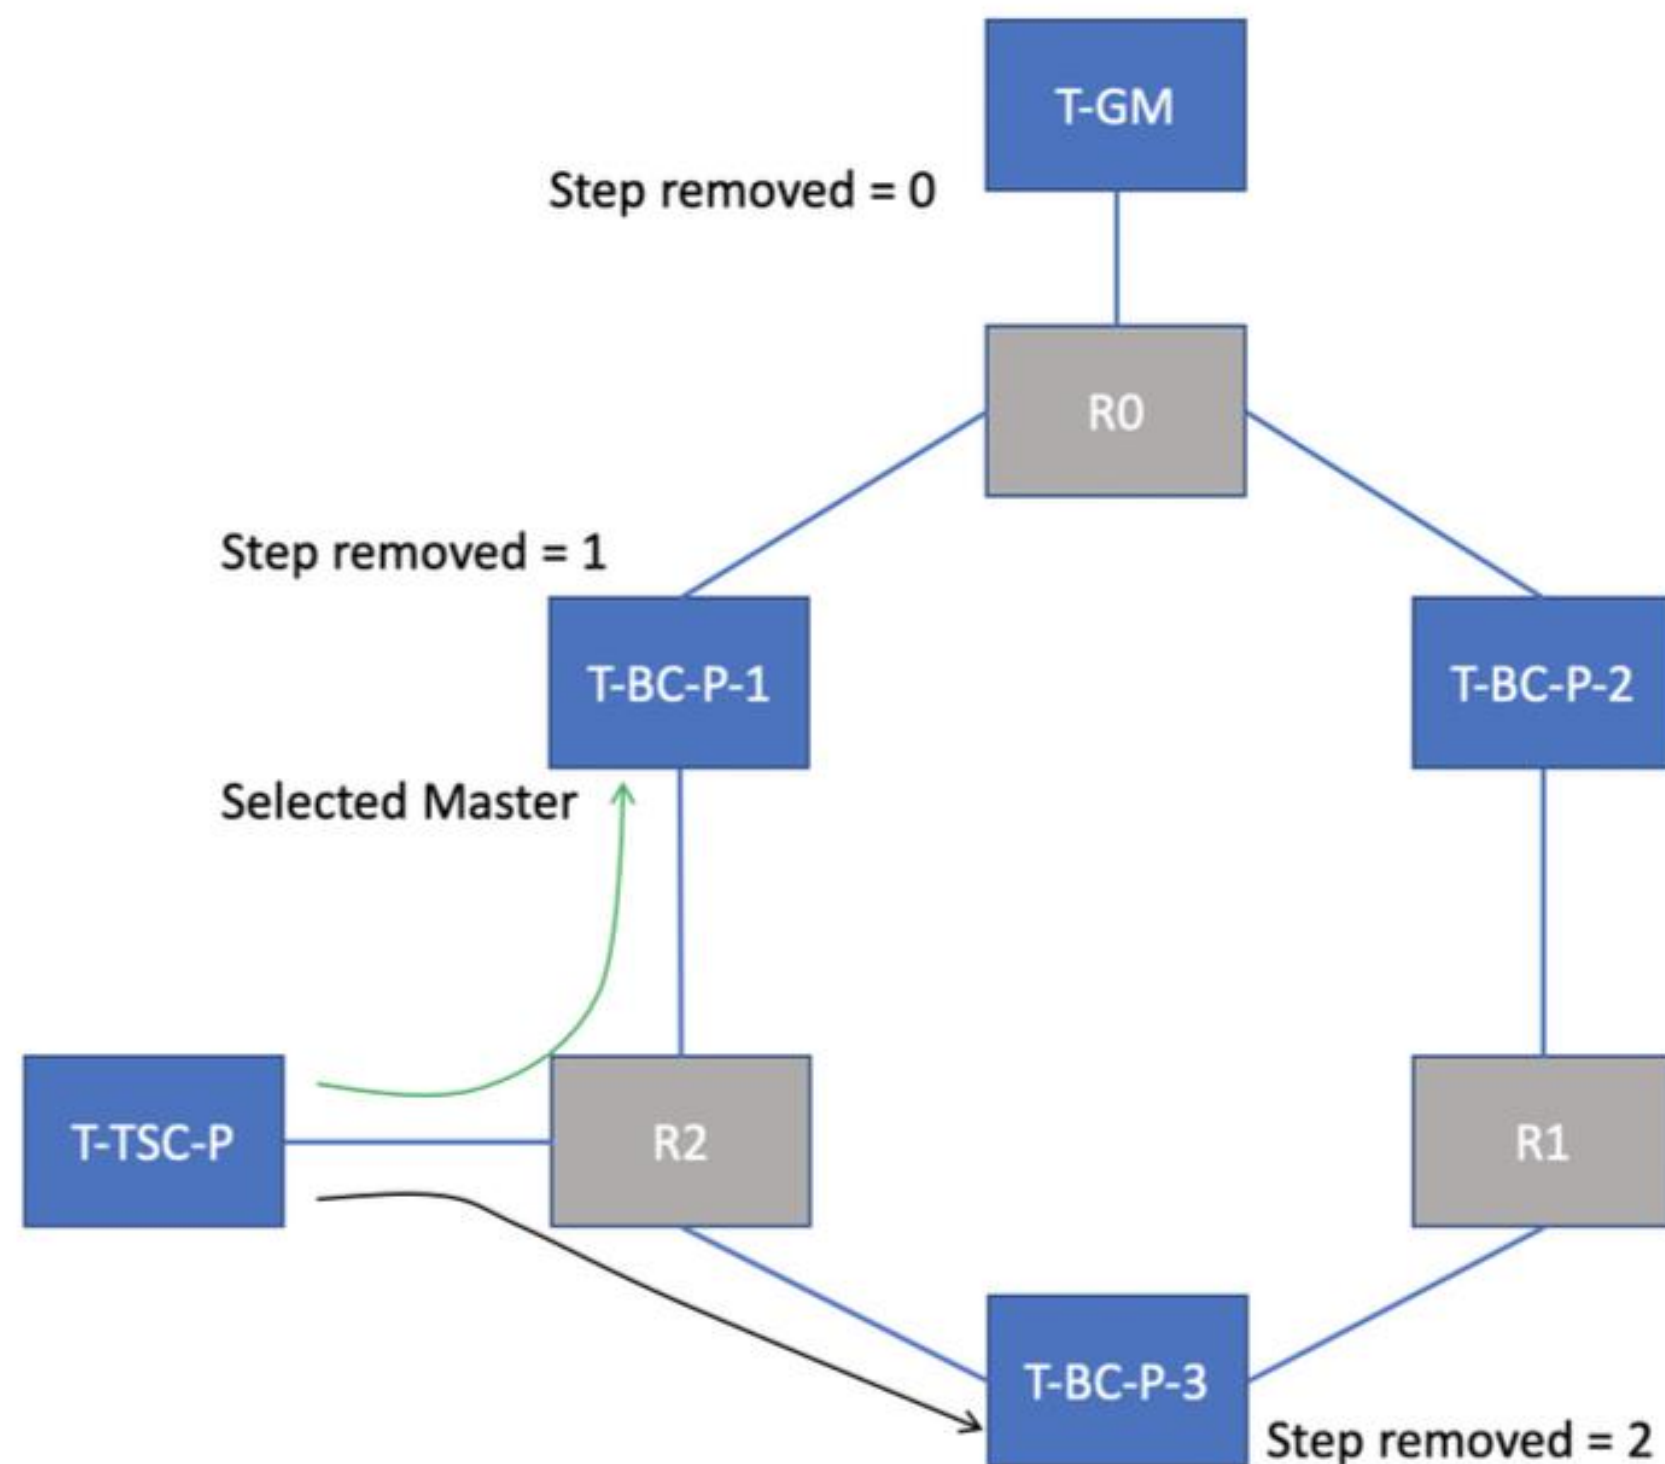 T-GM
Step removed = 0
R0
Step removed = 1
T-BC-P-1
T-BC-P-2
Selected Master
T-TSC-P
R2
R1
T-BC-P-3
Step removed = 2